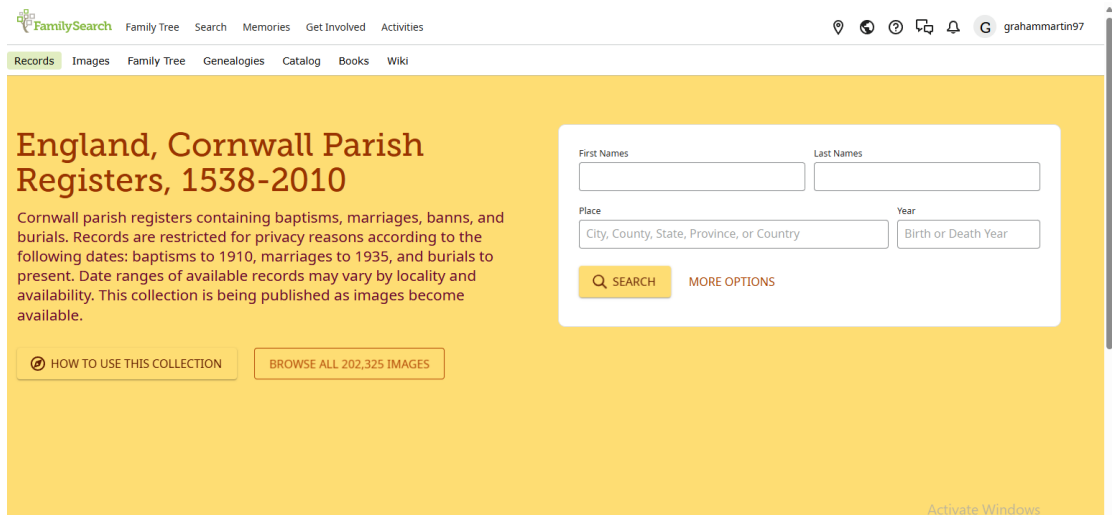 FamilySearch Family Tree Search Memories Get Involved Activities G grahammartin97
Records Images Family Tree Genealogies Catalog Books Wiki
England, Cornwall Parish
Registers, 1538-2010
Cornwall parish registers containing baptisms, marriages, banns, and
burials. Records are restricted for privacy reasons according to the
following dates: baptisms to 1910, marriages to 1935, and burials to
present. Date ranges of available records may vary by locality and
availability. This collection is being published as images become
available.
HOW TO USE THIS COLLECTION BROWSE ALL 202,325 IMAGES
First Names Last Names
Place Year
City, County, State, Province, or Country Birth or Death Year
SEARCH MORE OPTIONS
Activate Windows